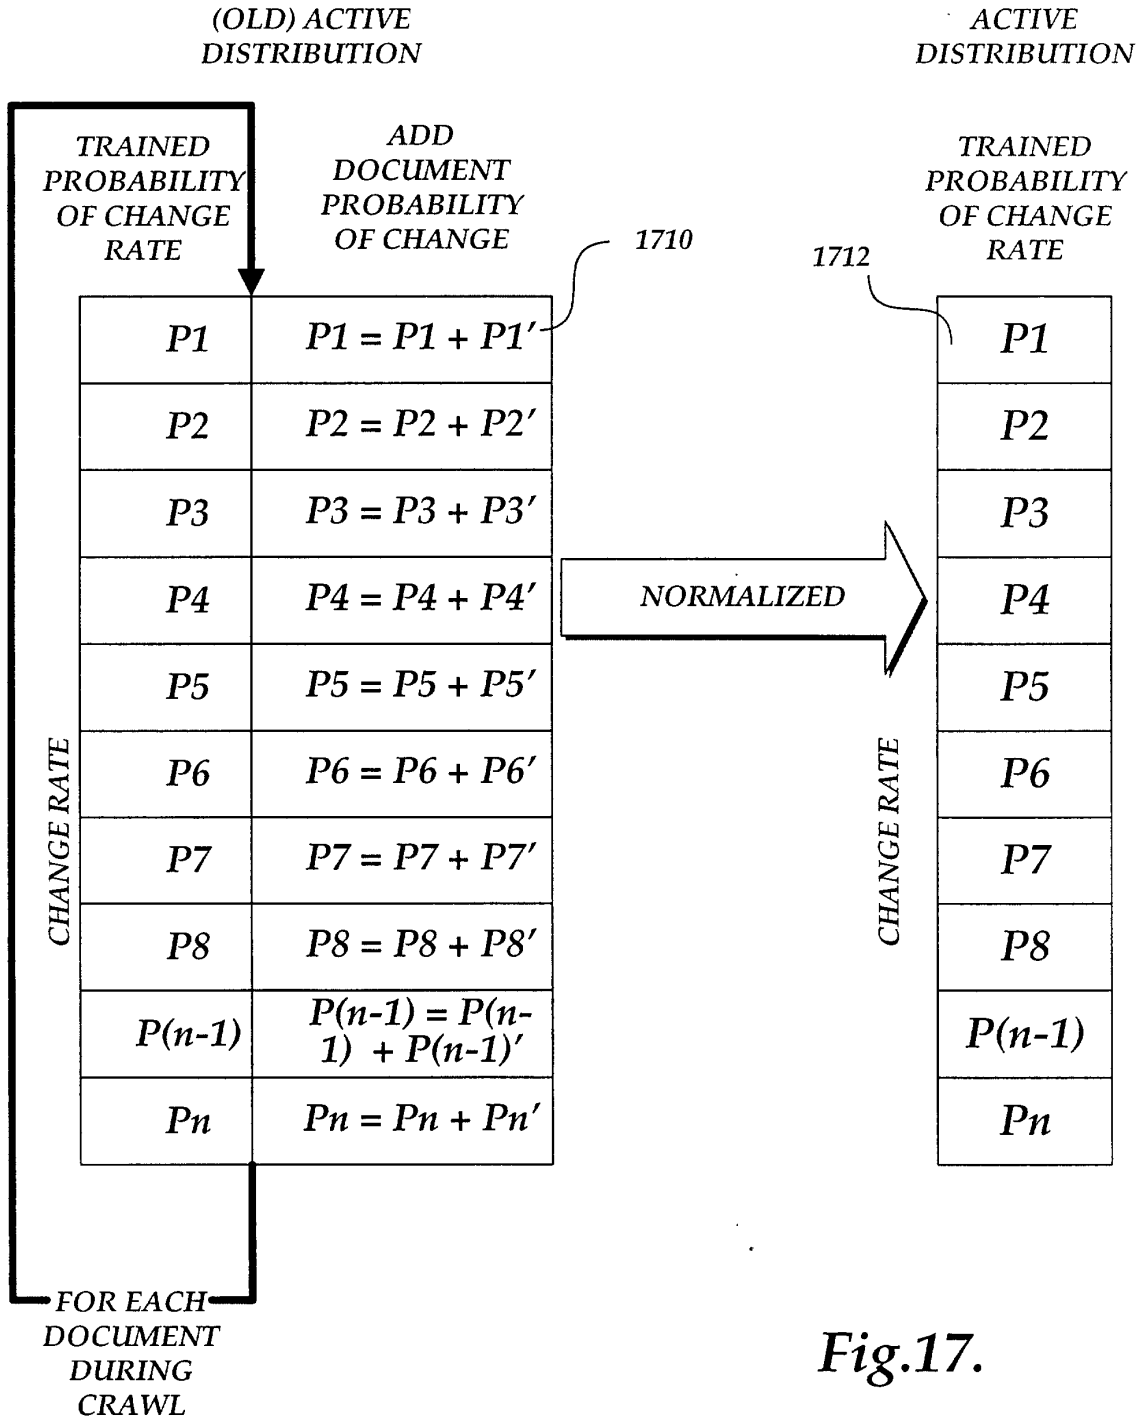 (OLD) ACTIVE
DISTRIBUTION
ACTIVE
DISTRIBUTION
TRAINED
PROBABILITY
OF CHANGE
RATE
ADD
DOCUMENT
PROBABILITY
OF CHANGE
1710
1712
TRAINED
PROBABILITY
OF CHANGE
RATE
P1
P1 = P1 + P1′
P2
P2 = P2 + P2′
P3
P3 = P3 + P3′
P4
P4 = P4 + P4′
P5
P5 = P5 + P5′
P6
P6 = P6 + P6′
P7
P7 = P7 + P7′
P8
P8 = P8 + P8′
P(n-1)
P(n-1) = P(n-
1) + P(n-1)′
Pn
Pn = Pn + Pn′
CHANGE RATE
NORMALIZED
P1
P2
P3
P4
P5
P6
P7
P8
P(n-1)
Pn
CHANGE RATE
FOR EACH
DOCUMENT
DURING
CRAWL
Fig.17.